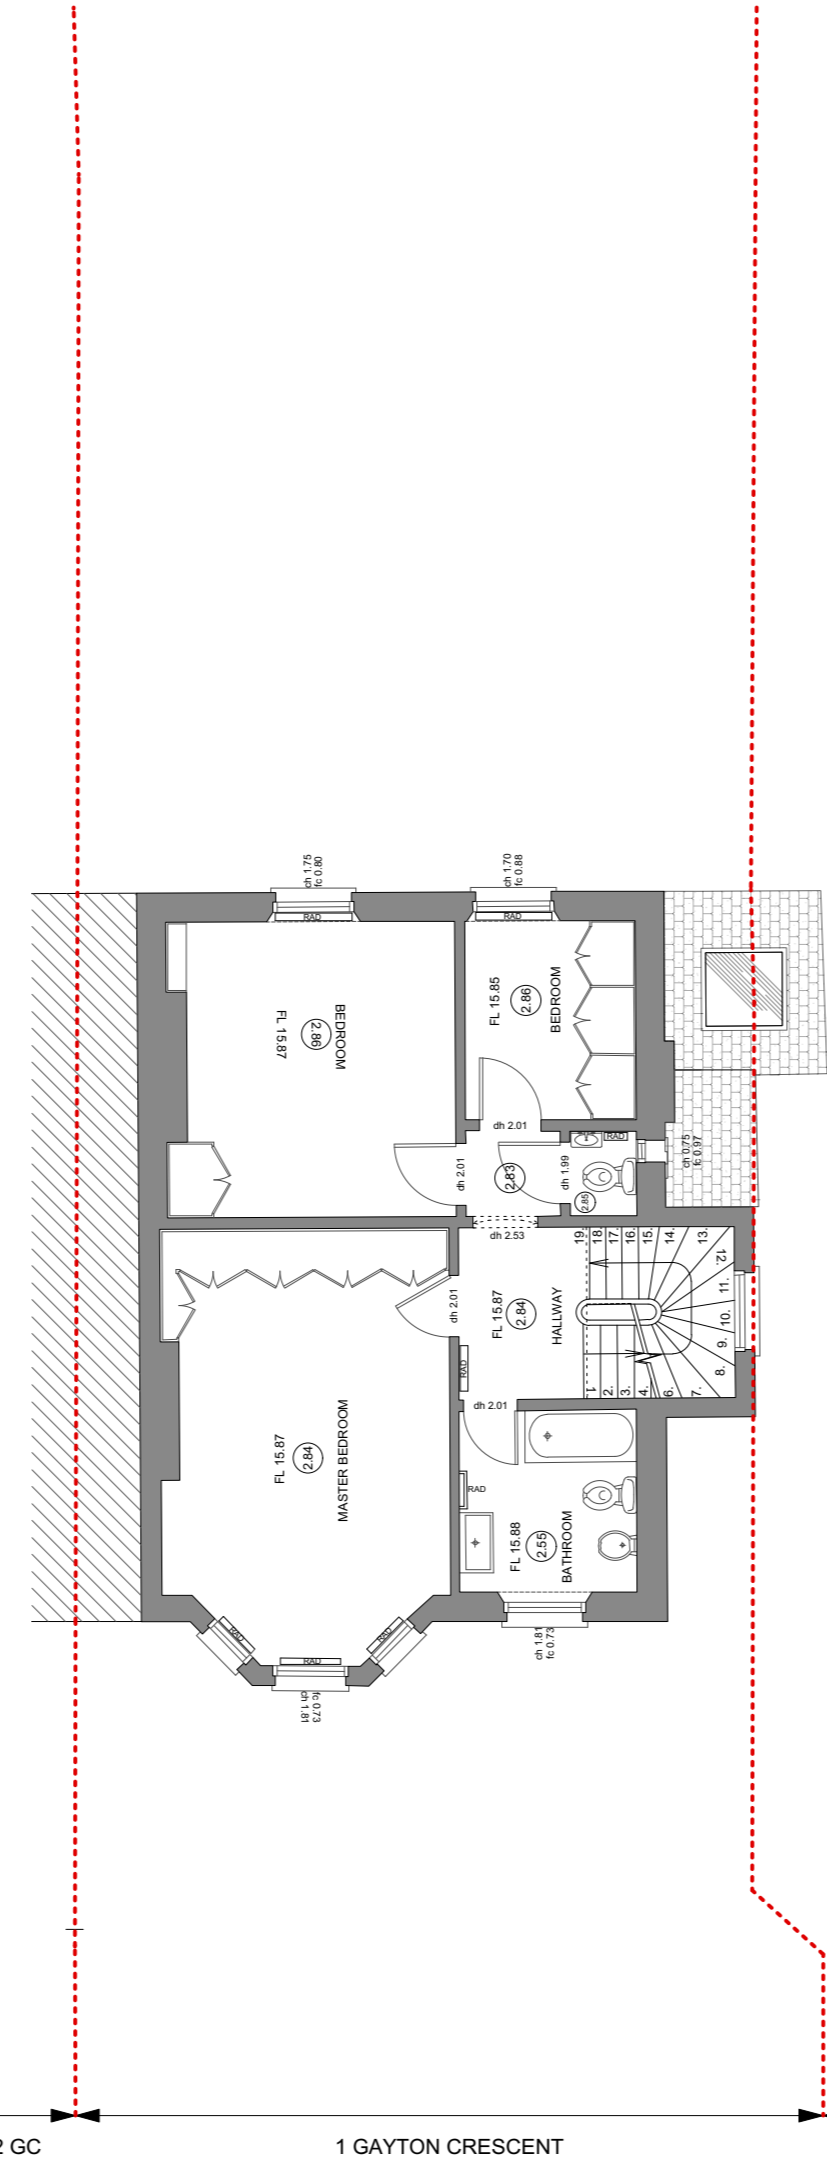 ch 1.75
fc 0.80
ch 1.70
fc 0.88
RAD
RAD
BEDROOM
2.86
FL 15.87
FL 15.85
2.86
BEDROOM
dh 2.01
dh 2.01
2.83
dh 1.99
RAD
2.85
ch 0.75
fc 0.97
dh 2.53
19.
18.
17.
16.
15.
14.
13.
12.
11.
10.
9.
8.
7.
6.
4.
3.
2.
1.
dh 2.01
FL 15.87
2.84
HALLWAY
RAD
dh 2.01
FL 15.87
2.84
MASTER BEDROOM
RAD
FL 15.88
2.55
BATHROOM
RAD
RAD
RAD
ch 1.81
fc 0.73
fc 0.73
ch 1.81
2 GC
1 GAYTON CRESCENT